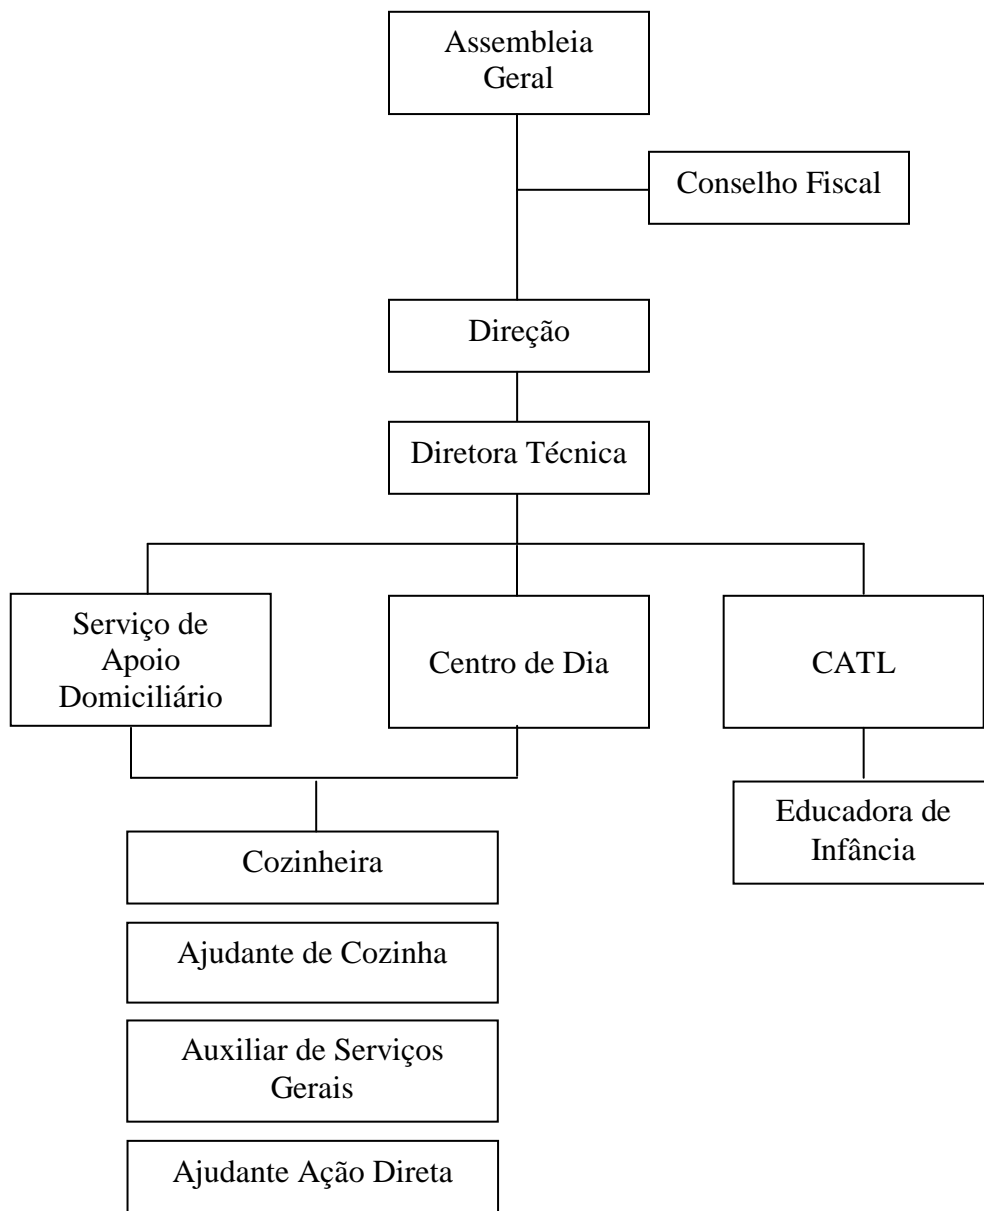 Assembleia
Geral
Conselho Fiscal
Direção
Diretora Técnica
Serviço de
Apoio
Domiciliário
Centro de Dia
CATL
Educadora de
Infância
Cozinheira
Ajudante de Cozinha
Auxiliar de Serviços
Gerais
Ajudante Ação Direta